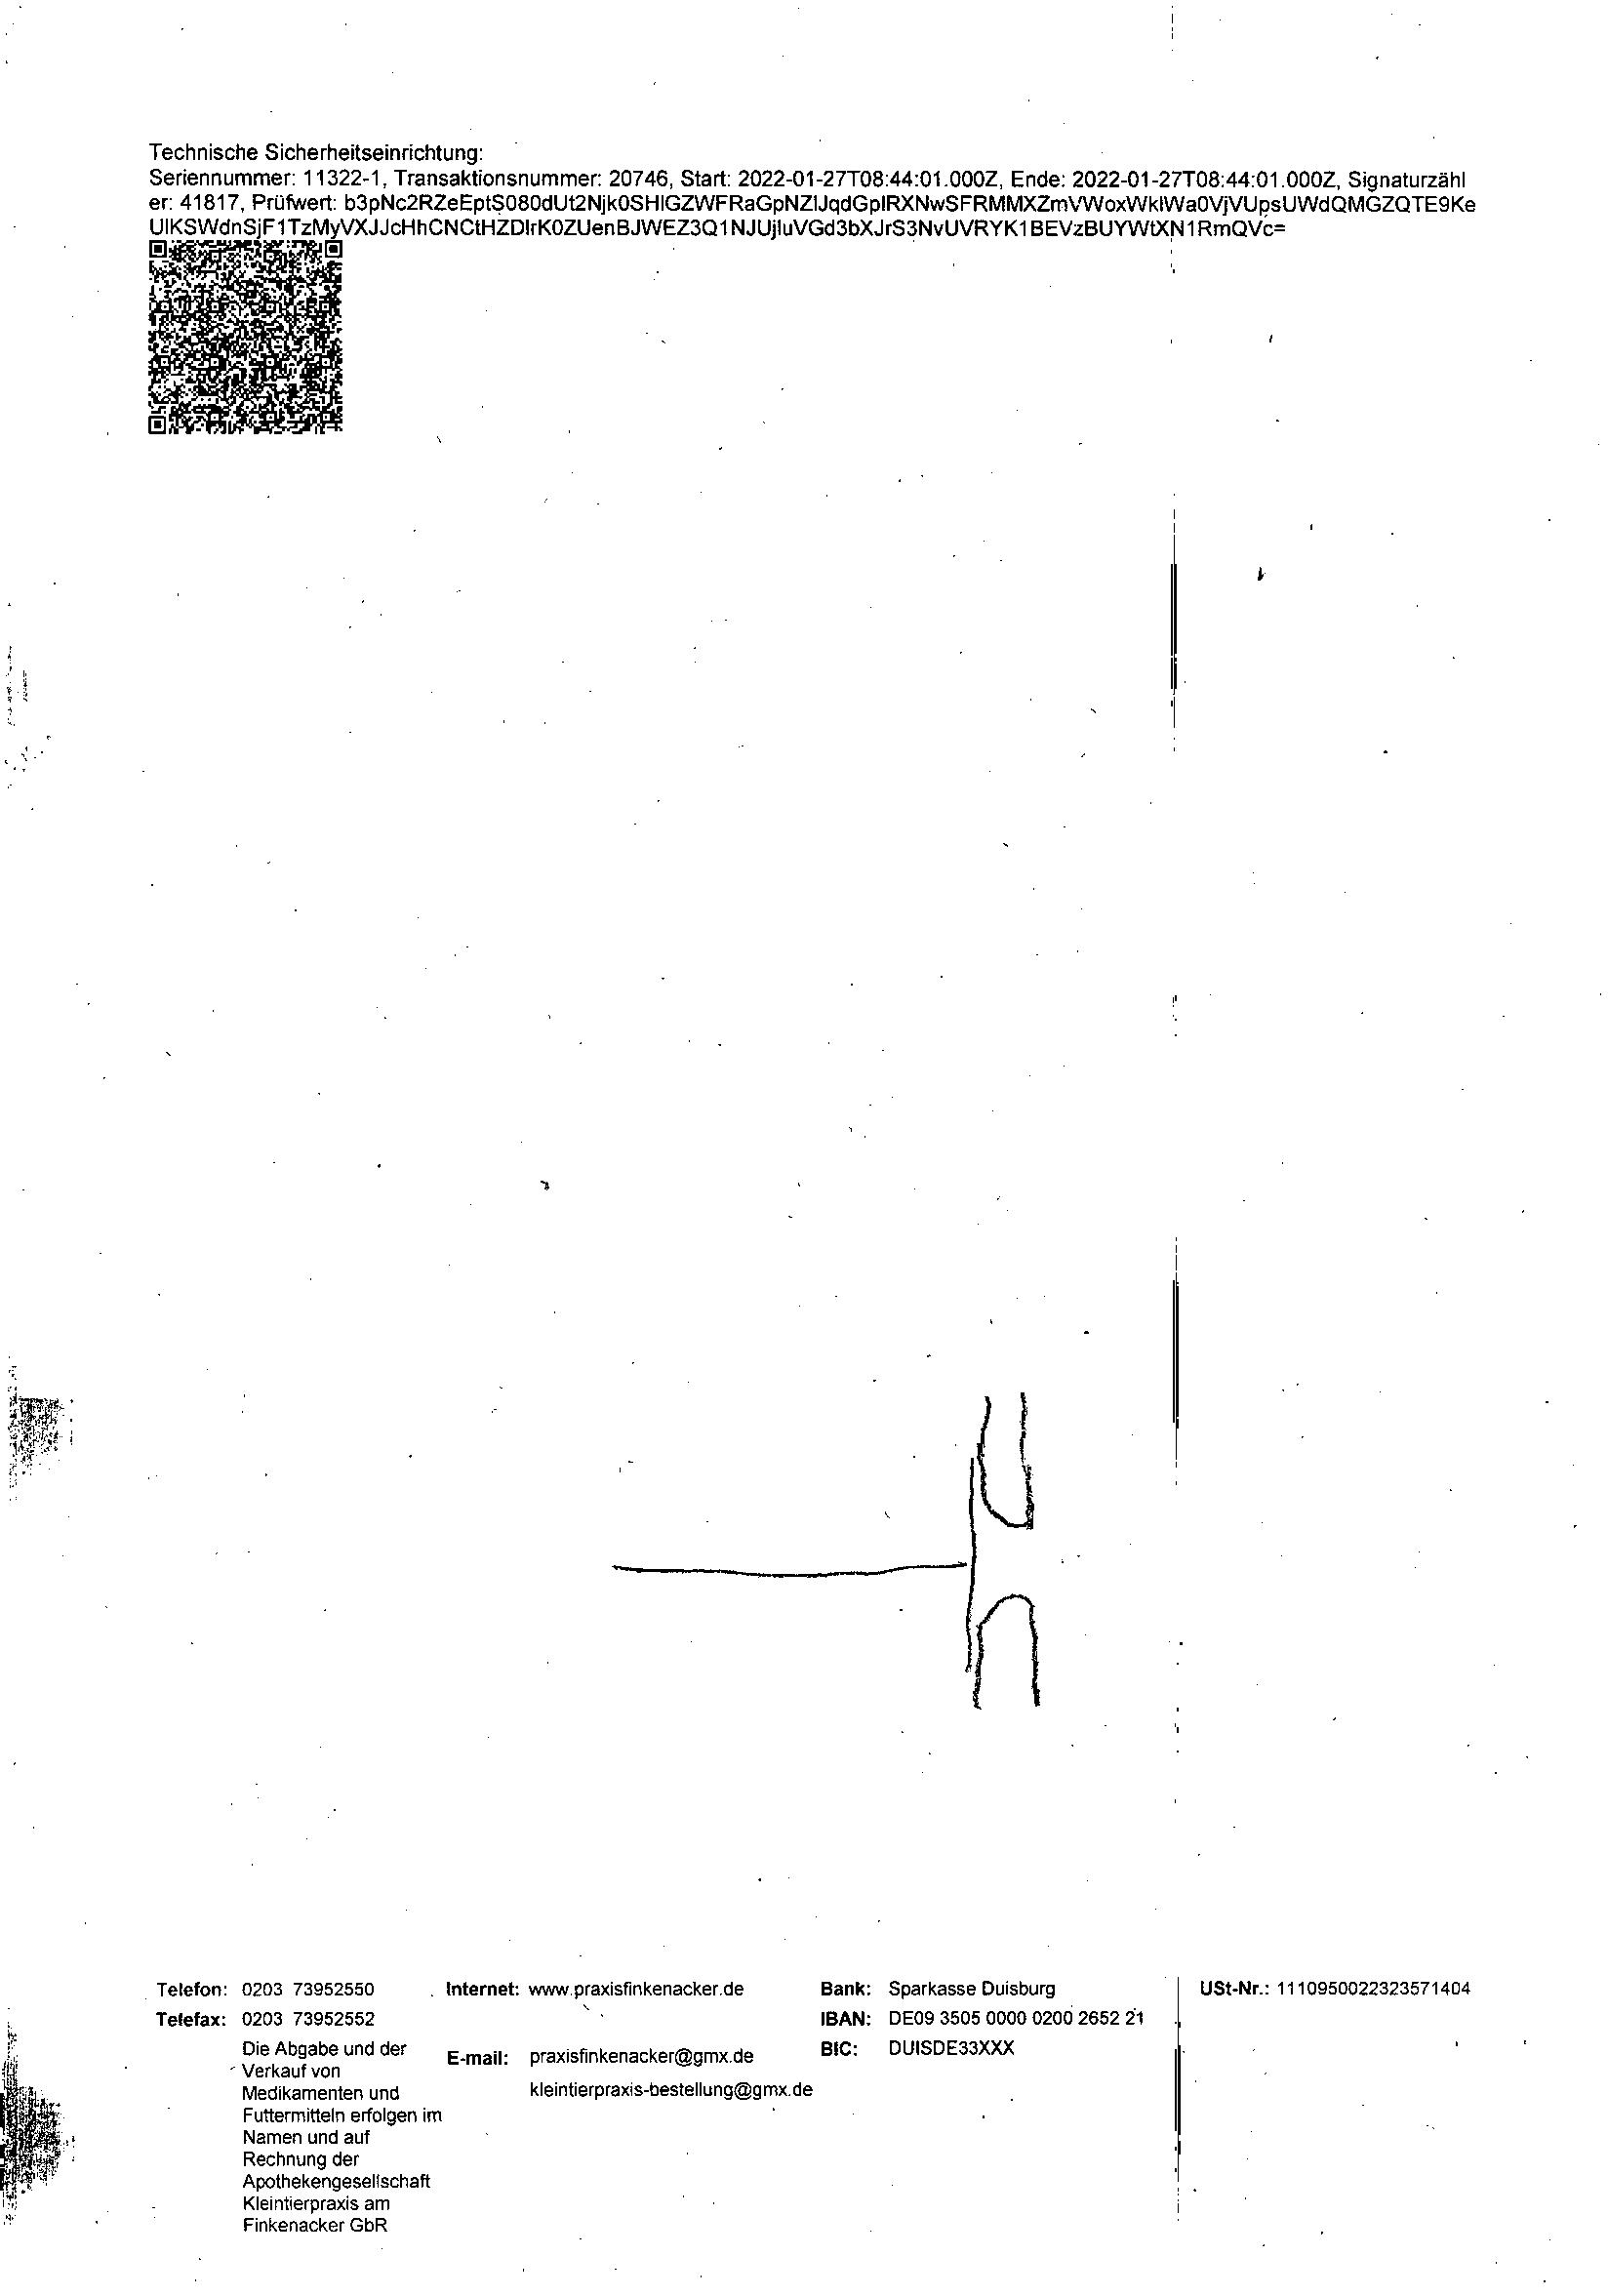 Technische Sicherheitseinrichtung:
Seriennummer: 11322-1, Transaktionsnummer: 20746, Start: 2022-01-27T08:44:01.000Z, Ende: 2022-01-27T08:44:01.000Z, Signaturzähl
er: 41817, Prüfwert: b3pNc2RZeEptS080dUt2Njk0SHlGZWFRaGpNZlJqdGplRXNwSFRMMXZmVWoxWklWa0VjVUpsUWdQMGZQTE9Ke
UlKSWdnSjF1TzMyVXJJcHhCNCtHZDlrK0ZUenBJWEZ3Q1NJUjluVGd3bXJrS3NvUVRYK1BEVzBUYWtXN1RmQVc=
Telefon: 0203 73952550
Telefax: 0203 73952552
Die Abgabe und der
Verkauf von
Medikamenten und
Futtermitteln erfolgen im
Namen und auf
Rechnung der
Apothekengesellschaft
Kleintierpraxis am
Finkenacker GbR
Internet: www.praxisfinkenacker.de
E-mail: praxisfinkenacker@gmx.de
kleintierpraxis-bestellung@gmx.de
Bank: Sparkasse Duisburg
IBAN: DE09 3505 0000 0200 2652 21
BIC: DUISDE33XXX
USt-Nr.: 1110950022323571404